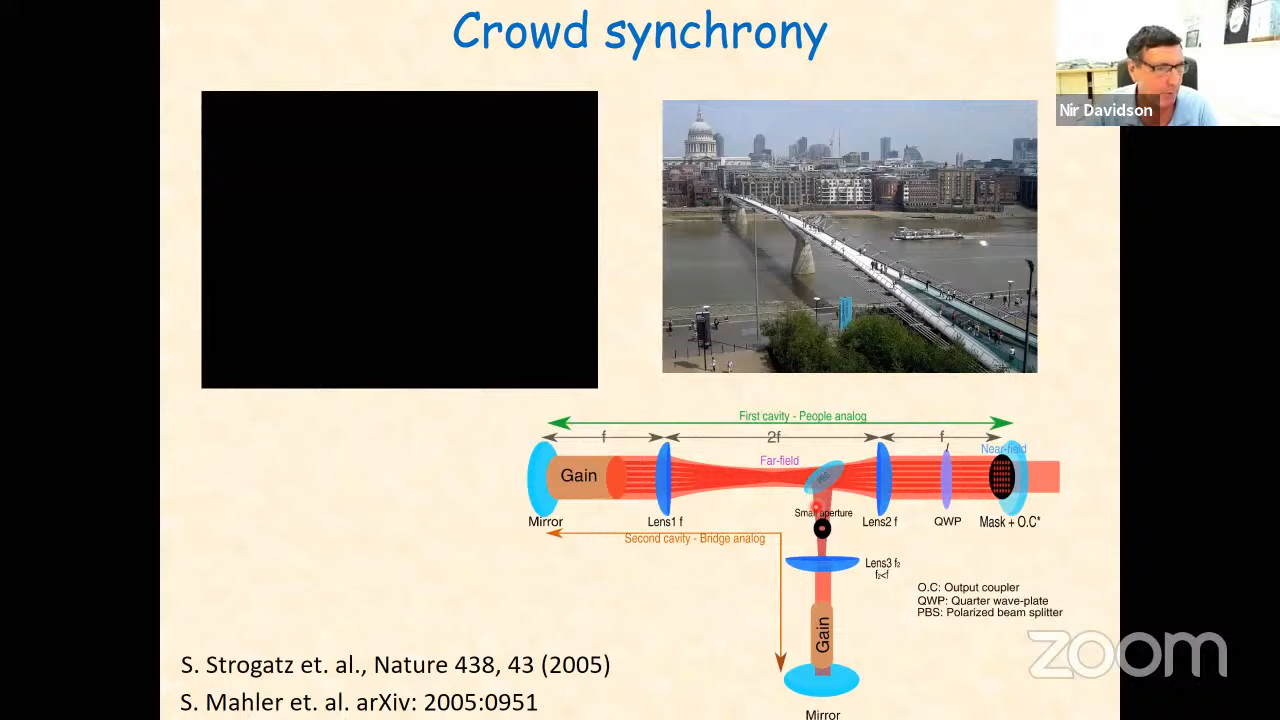 Crowd synchrony
Nir Davidson
First cavity - People analog
f
2f
f
Near-field
Far-field
Gain
PBS
Small aperture
Mirror
Lens1 f
Lens2 f
QWP
Mask + O.C*
Second cavity - Bridge analog
Lens3 f₂
f₂<f
O.C: Output coupler
QWP: Quarter wave-plate
PBS: Polarized beam splitter
Gain
zoom
S. Strogatz et. al., Nature 438, 43 (2005)
S. Mahler et. al. arXiv: 2005:0951
Mirror